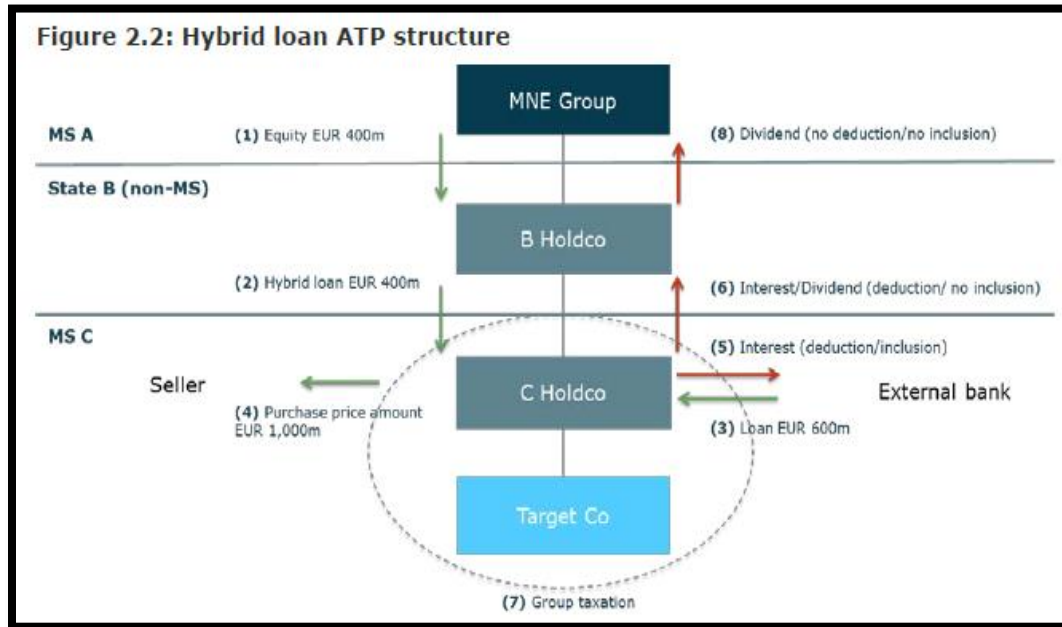 Figure 2.2: Hybrid loan ATP structure
MNE Group
MS A
(1) Equity EUR 400m
(8) Dividend (no deduction/no inclusion)
State B (non-MS)
B Holdco
(2) Hybrid loan EUR 400m
(6) Interest/Dividend (deduction/ no inclusion)
MS C
(5) Interest (deduction/inclusion)
Seller
C Holdco
External bank
(4) Purchase price amount
EUR 1,000m
(3) Loan EUR 600m
Target Co
(7) Group taxation